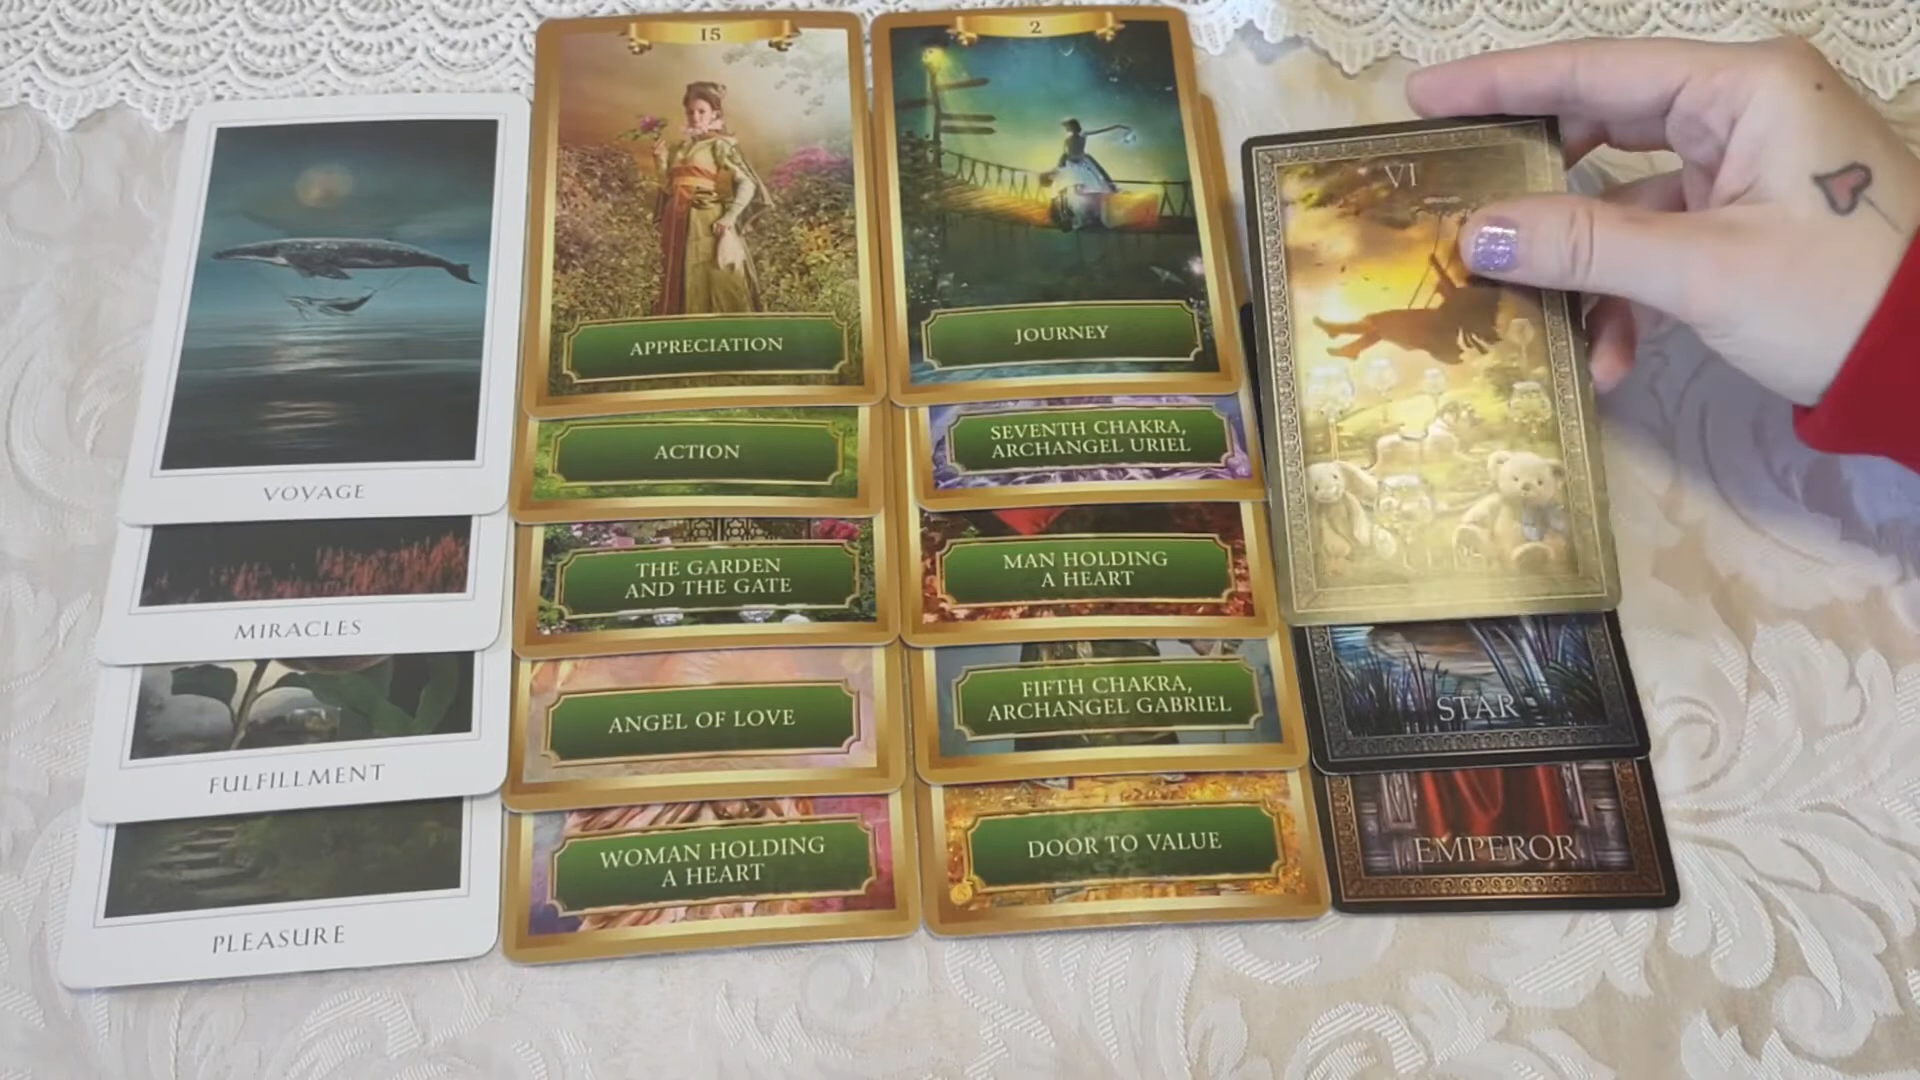 VOYAGE
MIRACLES
FULFILLMENT
PLEASURE
15
APPRECIATION
ACTION
THE GARDEN
AND THE GATE
ANGEL OF LOVE
WOMAN HOLDING
A HEART
2
JOURNEY
SEVENTH CHAKRA,
ARCHANGEL URIEL
MAN HOLDING
A HEART
FIFTH CHAKRA,
ARCHANGEL GABRIEL
DOOR TO VALUE
VI
STAR
EMPEROR